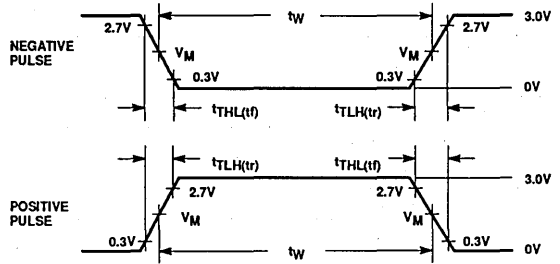 tW
2.7V 2.7V 3.0V
NEGATIVE
PULSE
VM VM
0.3V 0.3V
0V
tTHL(tf) tTLH(tr)
tTLH(tr) tTHL(tf)
2.7V 2.7V 3.0V
POSITIVE
PULSE
VM VM
0.3V 0.3V 0V
tW